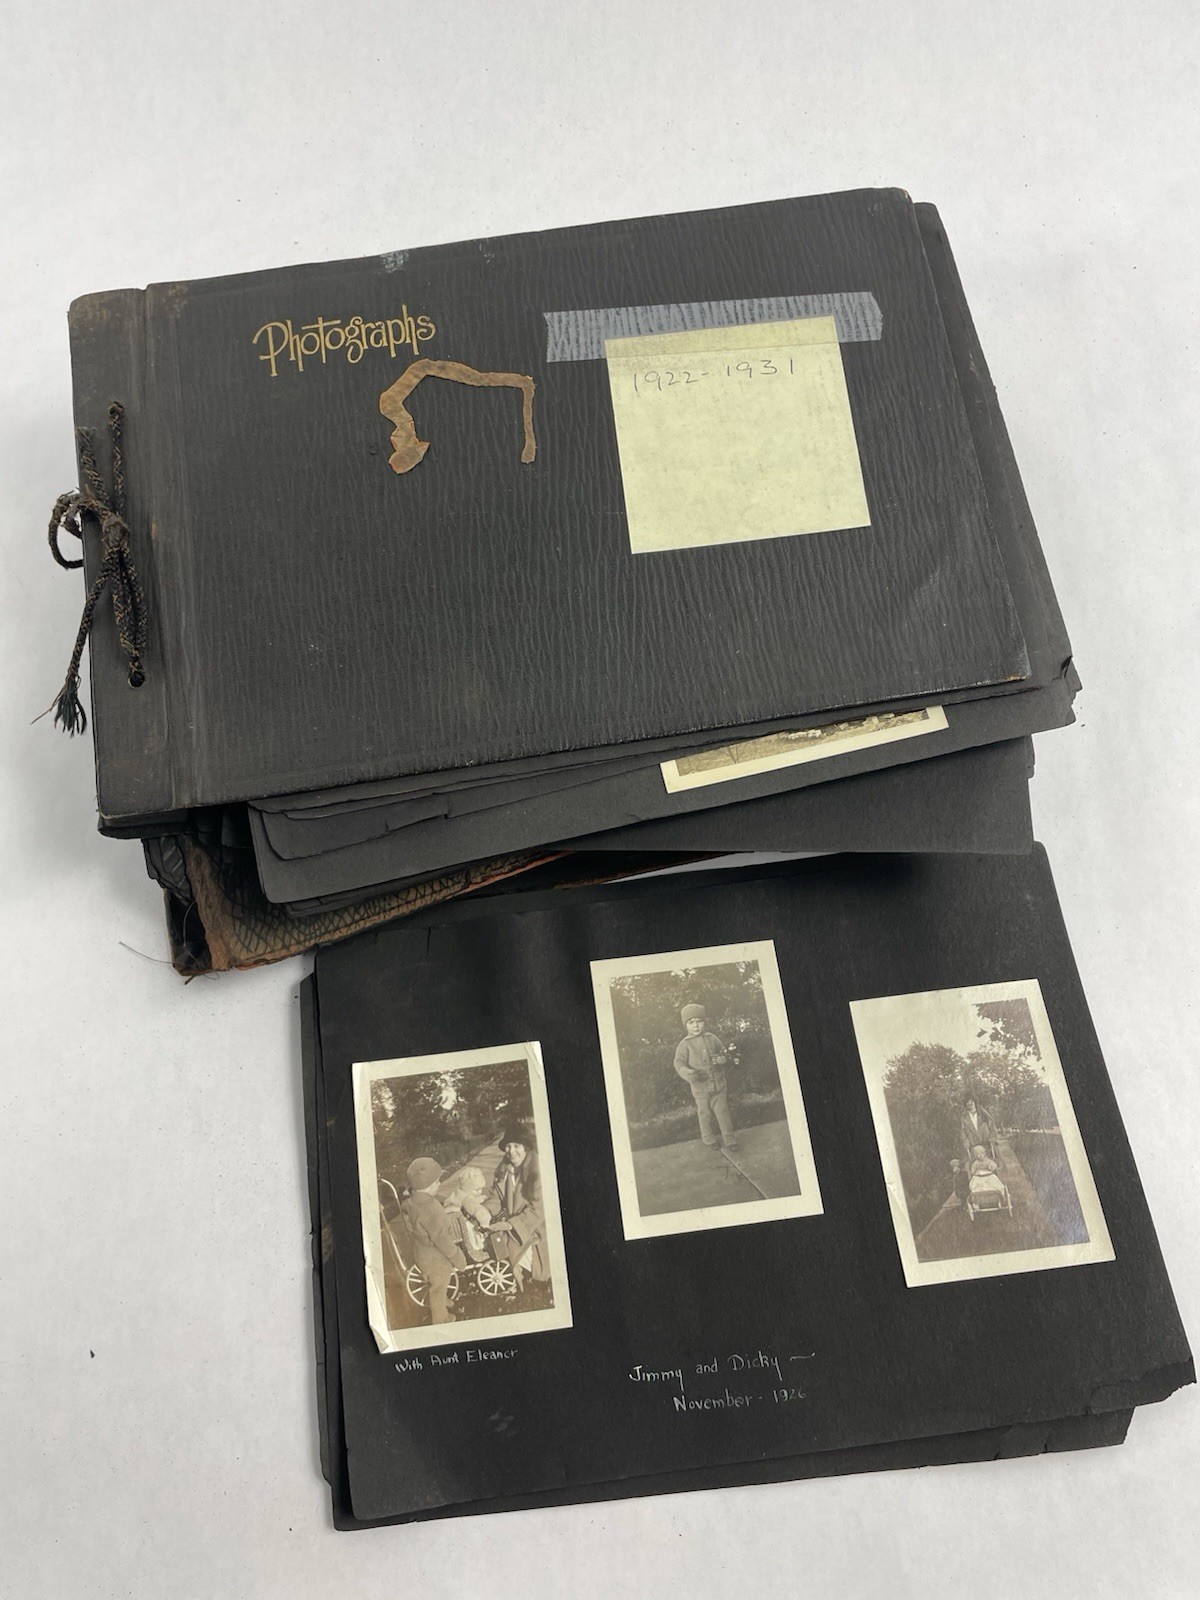 Photographs
1922-1931
With Aunt Eleanor
Jimmy and Dicky ~
November - 1926